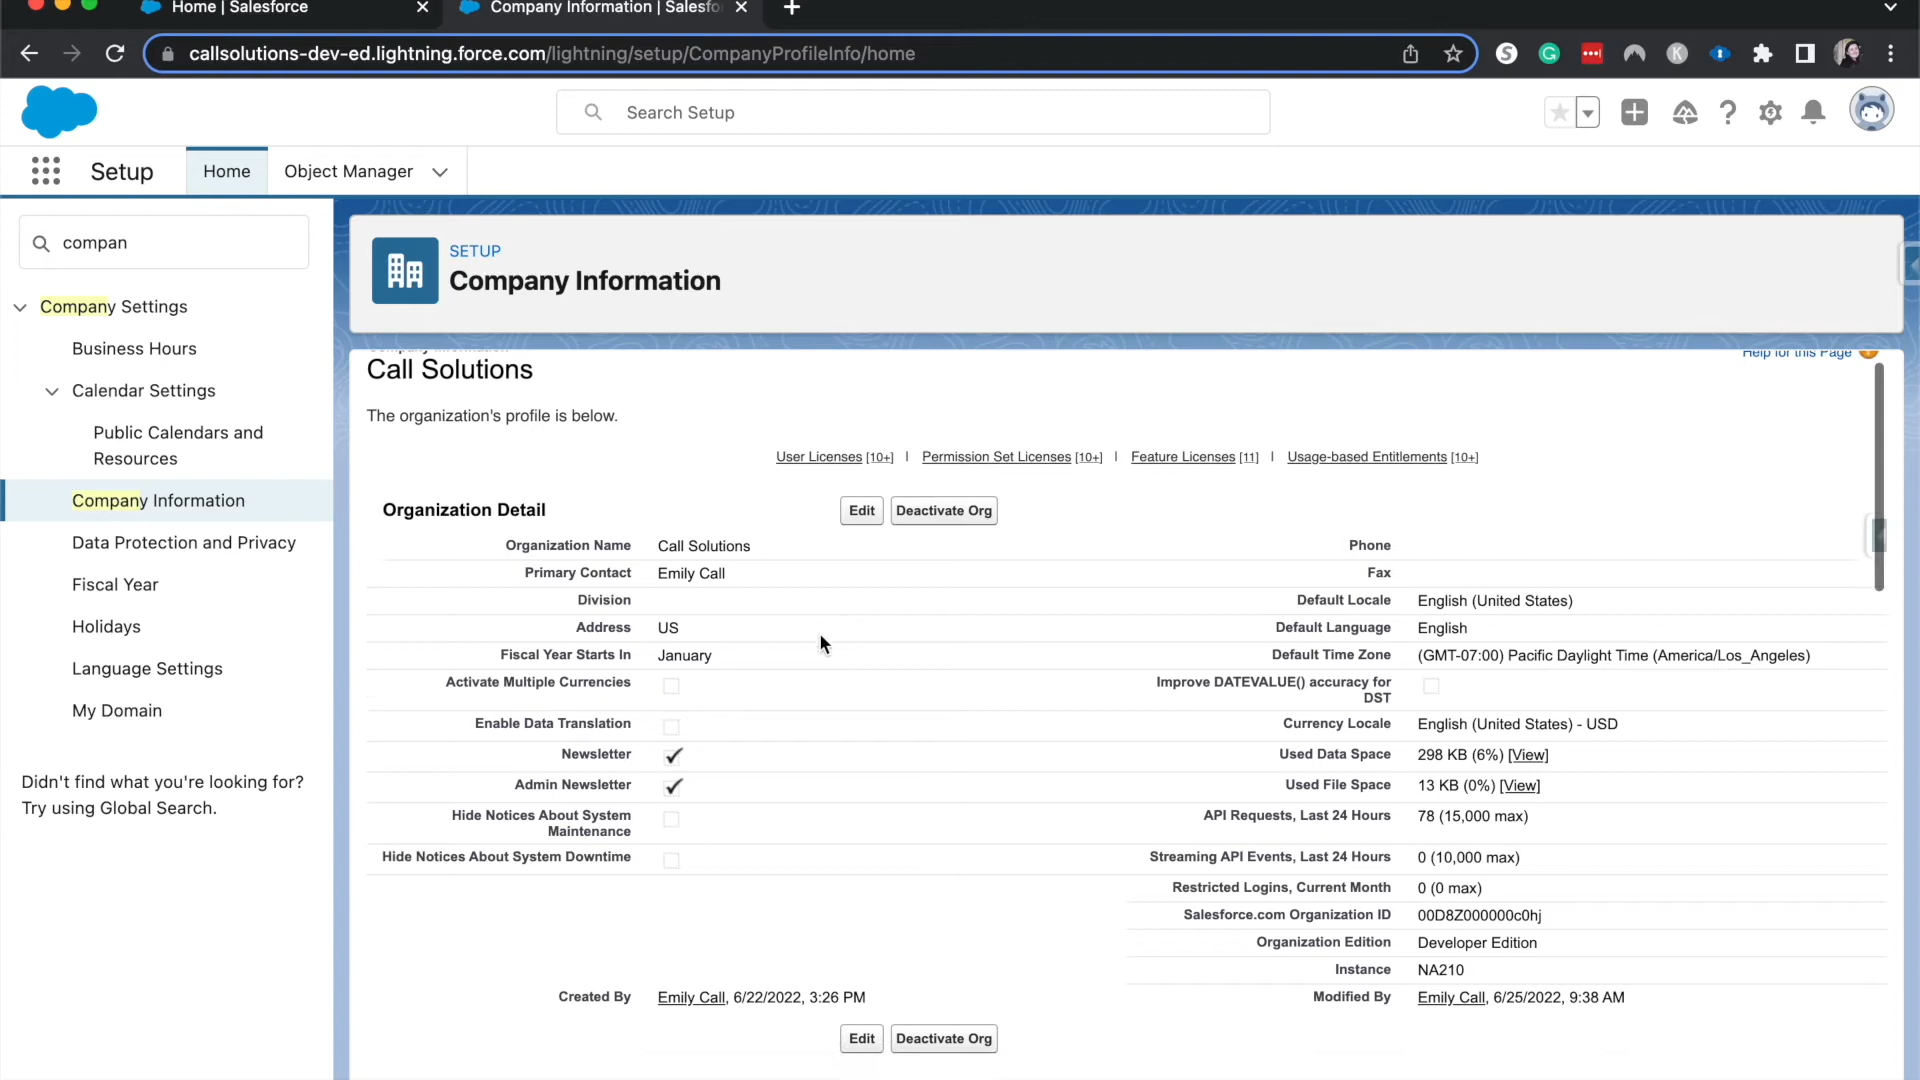 Home | Salesforce
Company Information | Salesfo
callsolutions-dev-ed.lightning.force.com/lightning/setup/CompanyProfileInfo/home
Search Setup
Setup
Home
Object Manager
compan
Company Settings
Business Hours
Calendar Settings
Public Calendars and
Resources
Company Information
Data Protection and Privacy
Fiscal Year
Holidays
Language Settings
My Domain
Didn't find what you're looking for?
Try using Global Search.
SETUP
Company Information
Help for this Page
Call Solutions
The organization's profile is below.
User Licenses [10+] | Permission Set Licenses [10+] | Feature Licenses [11] | Usage-based Entitlements [10+]
Organization Detail
Edit
Deactivate Org
Organization Name Call Solutions
Phone
Primary Contact Emily Call
Fax
Division
Default Locale English (United States)
Address US
Default Language English
Fiscal Year Starts In January
Default Time Zone (GMT-07:00) Pacific Daylight Time (America/Los_Angeles)
Activate Multiple Currencies
Improve DATEVALUE() accuracy for
DST
Enable Data Translation
Currency Locale English (United States) - USD
Newsletter
Used Data Space 298 KB (6%) [View]
Admin Newsletter
Used File Space 13 KB (0%) [View]
Hide Notices About System
Maintenance
API Requests, Last 24 Hours 78 (15,000 max)
Hide Notices About System Downtime
Streaming API Events, Last 24 Hours 0 (10,000 max)
Restricted Logins, Current Month 0 (0 max)
Salesforce.com Organization ID 00D8Z000000c0hj
Organization Edition Developer Edition
Instance NA210
Created By Emily Call, 6/22/2022, 3:26 PM
Modified By Emily Call, 6/25/2022, 9:38 AM
Edit
Deactivate Org